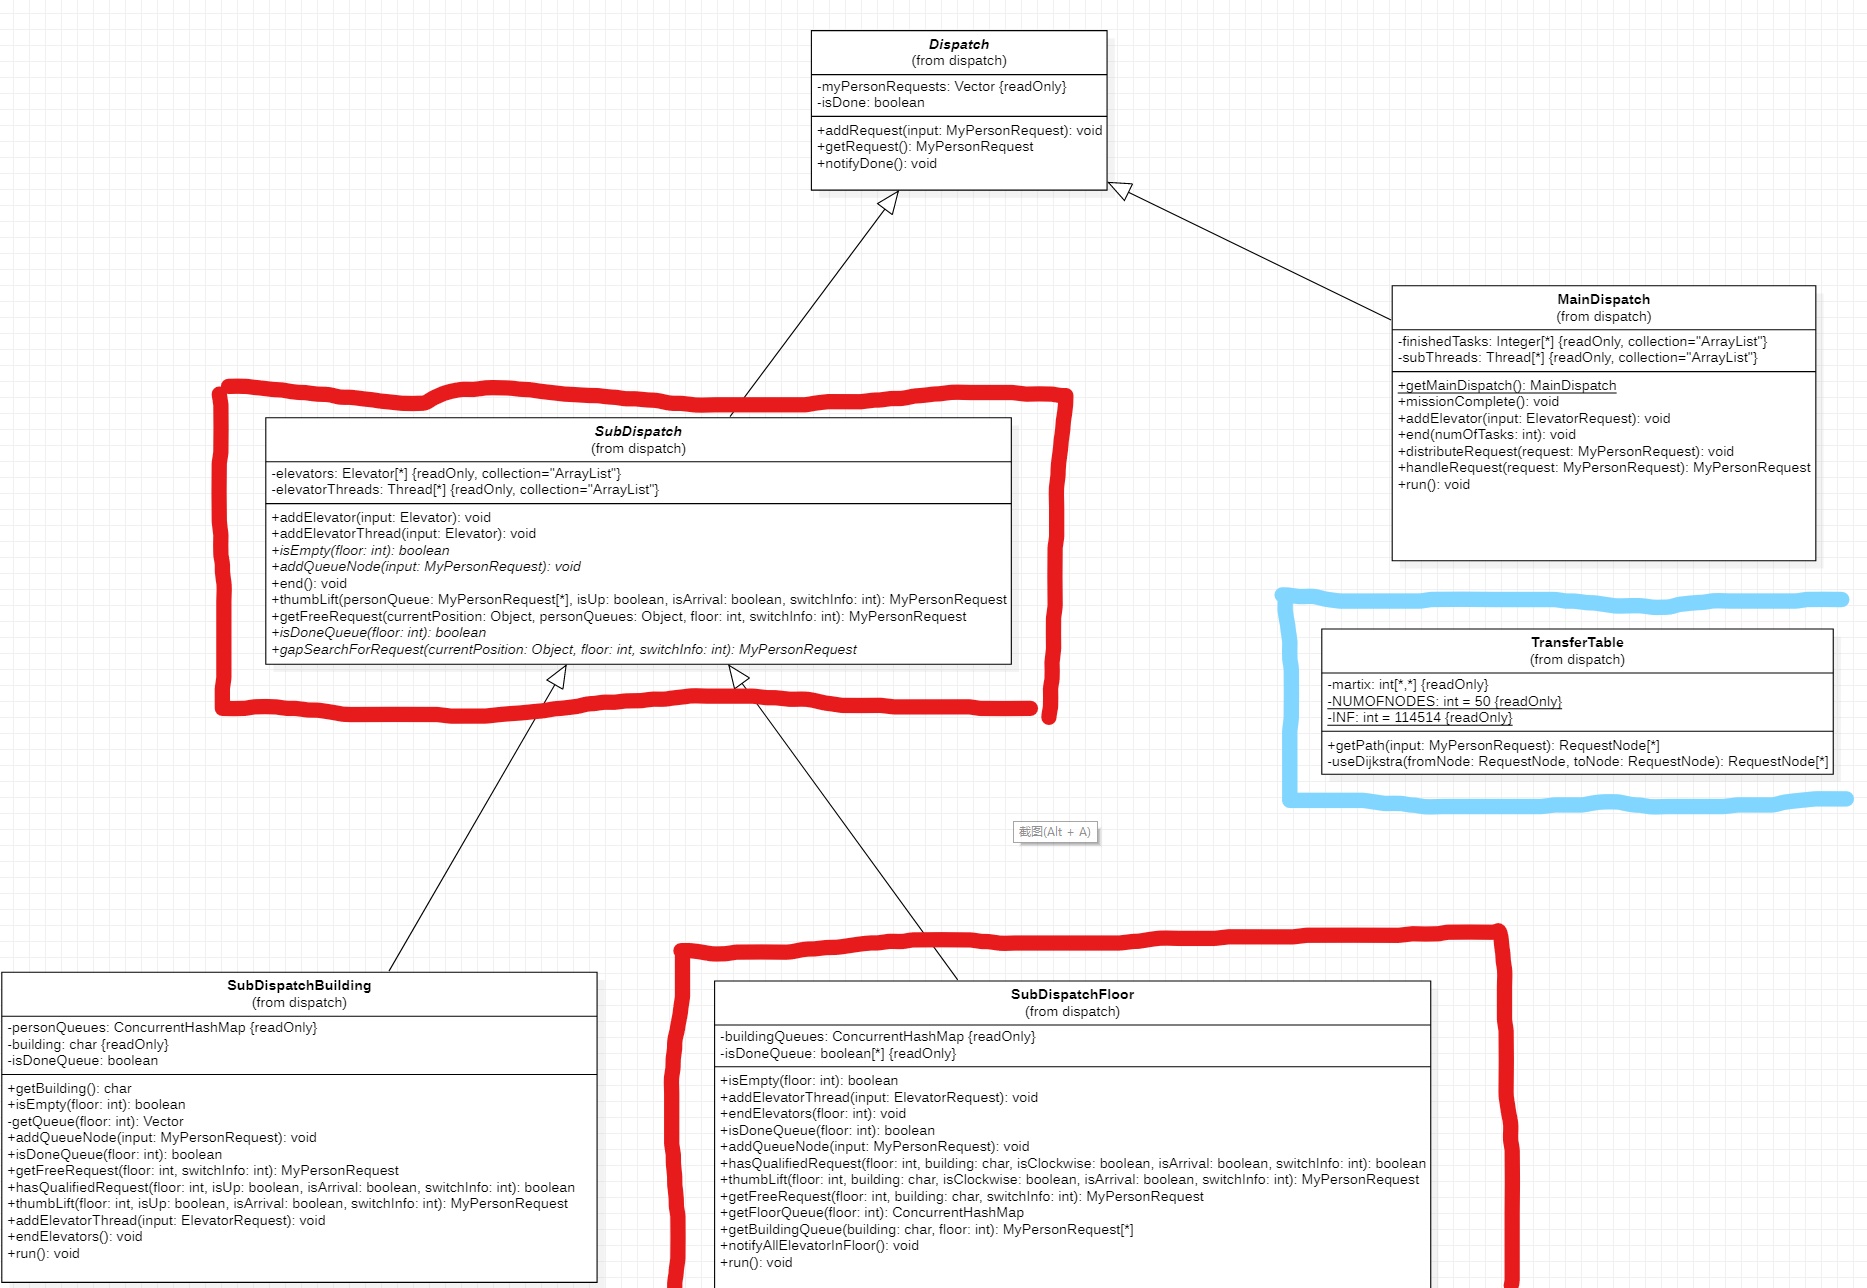 Dispatch
(from dispatch)
-myPersonRequests: Vector {readOnly}
-isDone: boolean
+addRequest(input: MyPersonRequest): void
+getRequest(): MyPersonRequest
+notifyDone(): void
MainDispatch
(from dispatch)
-finishedTasks: Integer[*] {readOnly, collection="ArrayList"}
-subThreads: Thread[*] {readOnly, collection="ArrayList"}
+getMainDispatch(): MainDispatch
+missionComplete(): void
+addElevator(input: ElevatorRequest): void
+end(numOfTasks: int): void
+distributeRequest(request: MyPersonRequest): void
+handleRequest(request: MyPersonRequest): MyPersonRequest
+run(): void
SubDispatch
(from dispatch)
-elevators: Elevator[*] {readOnly, collection="ArrayList"}
-elevatorThreads: Thread[*] {readOnly, collection="ArrayList"}
+addElevator(input: Elevator): void
+addElevatorThread(input: Elevator): void
+isEmpty(floor: int): boolean
+addQueueNode(input: MyPersonRequest): void
+end(): void
+thumbLift(personQueue: MyPersonRequest[*], isUp: boolean, isArrival: boolean, switchInfo: int): MyPersonRequest
+getFreeRequest(currentPosition: Object, personQueues: Object, floor: int, switchInfo: int): MyPersonRequest
+isDoneQueue(floor: int): boolean
+gapSearchForRequest(currentPosition: Object, floor: int, switchInfo: int): MyPersonRequest
TransferTable
(from dispatch)
-martix: int[*,*] {readOnly}
-NUMOFNODES: int = 50 {readOnly}
-INF: int = 114514 {readOnly}
+getPath(input: MyPersonRequest): RequestNode[*]
-useDijkstra(fromNode: RequestNode, toNode: RequestNode): RequestNode[*]
截图(Alt + A)
SubDispatchBuilding
(from dispatch)
-personQueues: ConcurrentHashMap {readOnly}
-building: char {readOnly}
-isDoneQueue: boolean
+getBuilding(): char
+isEmpty(floor: int): boolean
-getQueue(floor: int): Vector
+addQueueNode(input: MyPersonRequest): void
+isDoneQueue(floor: int): boolean
+getFreeRequest(floor: int, switchInfo: int): MyPersonRequest
+hasQualifiedRequest(floor: int, isUp: boolean, isArrival: boolean, switchInfo: int): boolean
+thumbLift(floor: int, isUp: boolean, isArrival: boolean, switchInfo: int): MyPersonRequest
+addElevatorThread(input: ElevatorRequest): void
+endElevators(): void
+run(): void
SubDispatchFloor
(from dispatch)
-buildingQueues: ConcurrentHashMap {readOnly}
-isDoneQueue: boolean[*] {readOnly}
+isEmpty(floor: int): boolean
+addElevatorThread(input: ElevatorRequest): void
+endElevators(floor: int): void
+isDoneQueue(floor: int): boolean
+addQueueNode(input: MyPersonRequest): void
+hasQualifiedRequest(floor: int, building: char, isClockwise: boolean, isArrival: boolean, switchInfo: int): boolean
+thumbLift(floor: int, building: char, isClockwise: boolean, isArrival: boolean, switchInfo: int): MyPersonRequest
+getFreeRequest(floor: int, building: char, switchInfo: int): MyPersonRequest
+getFloorQueue(floor: int): ConcurrentHashMap
+getBuildingQueue(building: char, floor: int): MyPersonRequest[*]
+notifyAllElevatorInFloor(): void
+run(): void